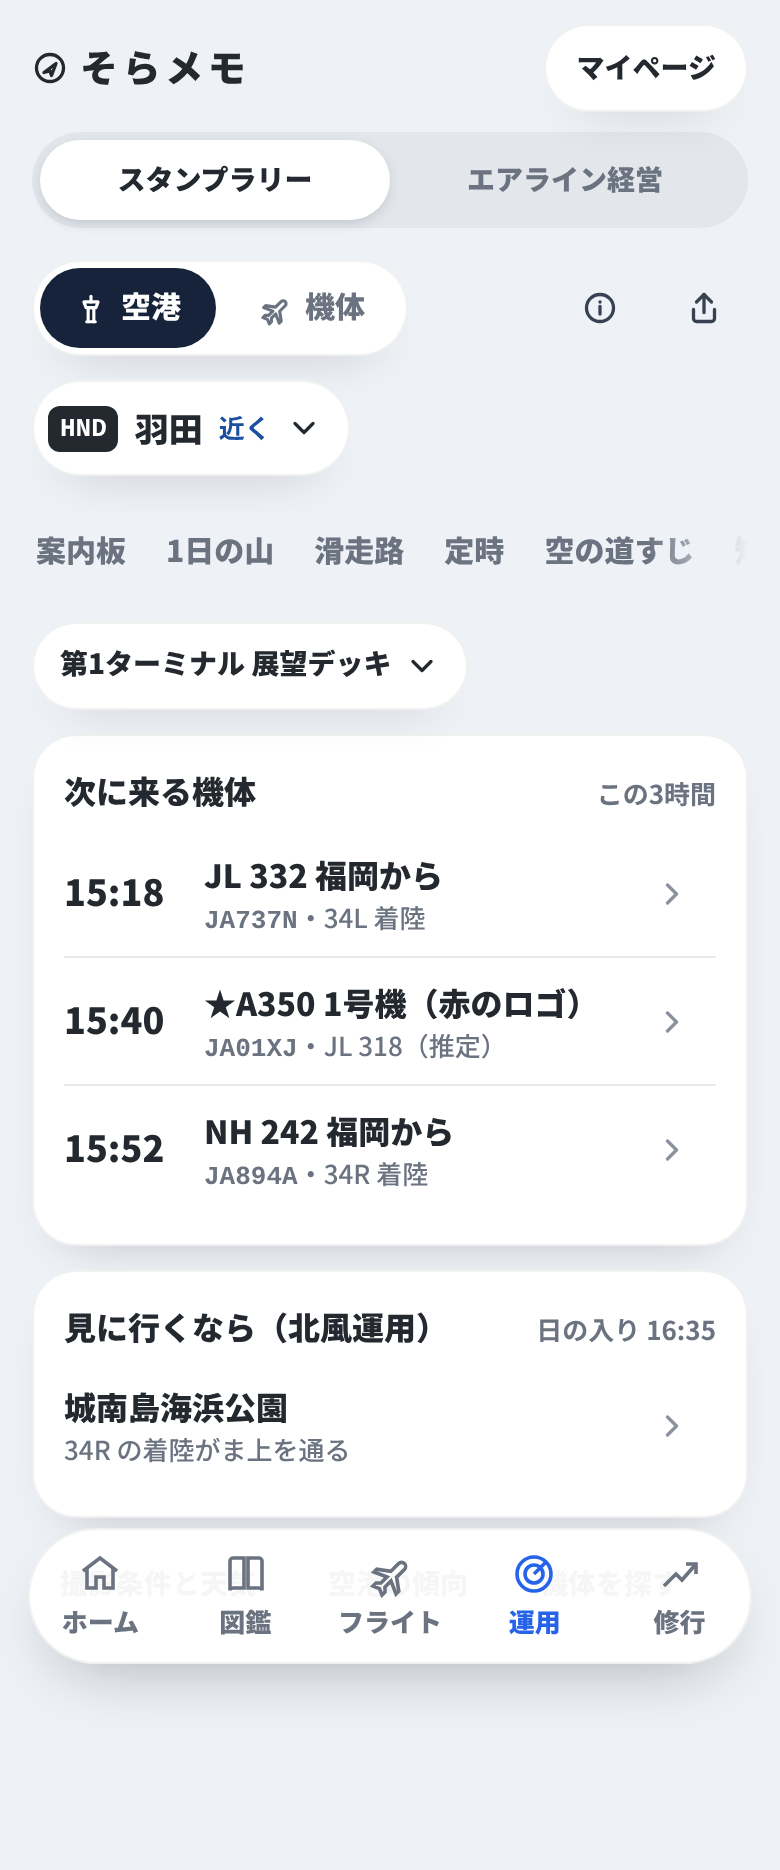 そらメモ
マイページ
スタンプラリー
エアライン経営
空港
機体
HND 羽田 近く
案内板 1日の山 滑走路 定時 空の道すじ
第1ターミナル 展望デッキ
次に来る機体
この3時間
15:18
JL 332 福岡から
JA737N・34L 着陸
15:40
★A350 1号機（赤のロゴ）
JA01XJ・JL 318（推定）
15:52
NH 242 福岡から
JA894A・34R 着陸
見に行くなら（北風運用）
日の入り 16:35
城南島海浜公園
34R の着陸がま上を通る
ホーム
図鑑
フライト
運用
修行